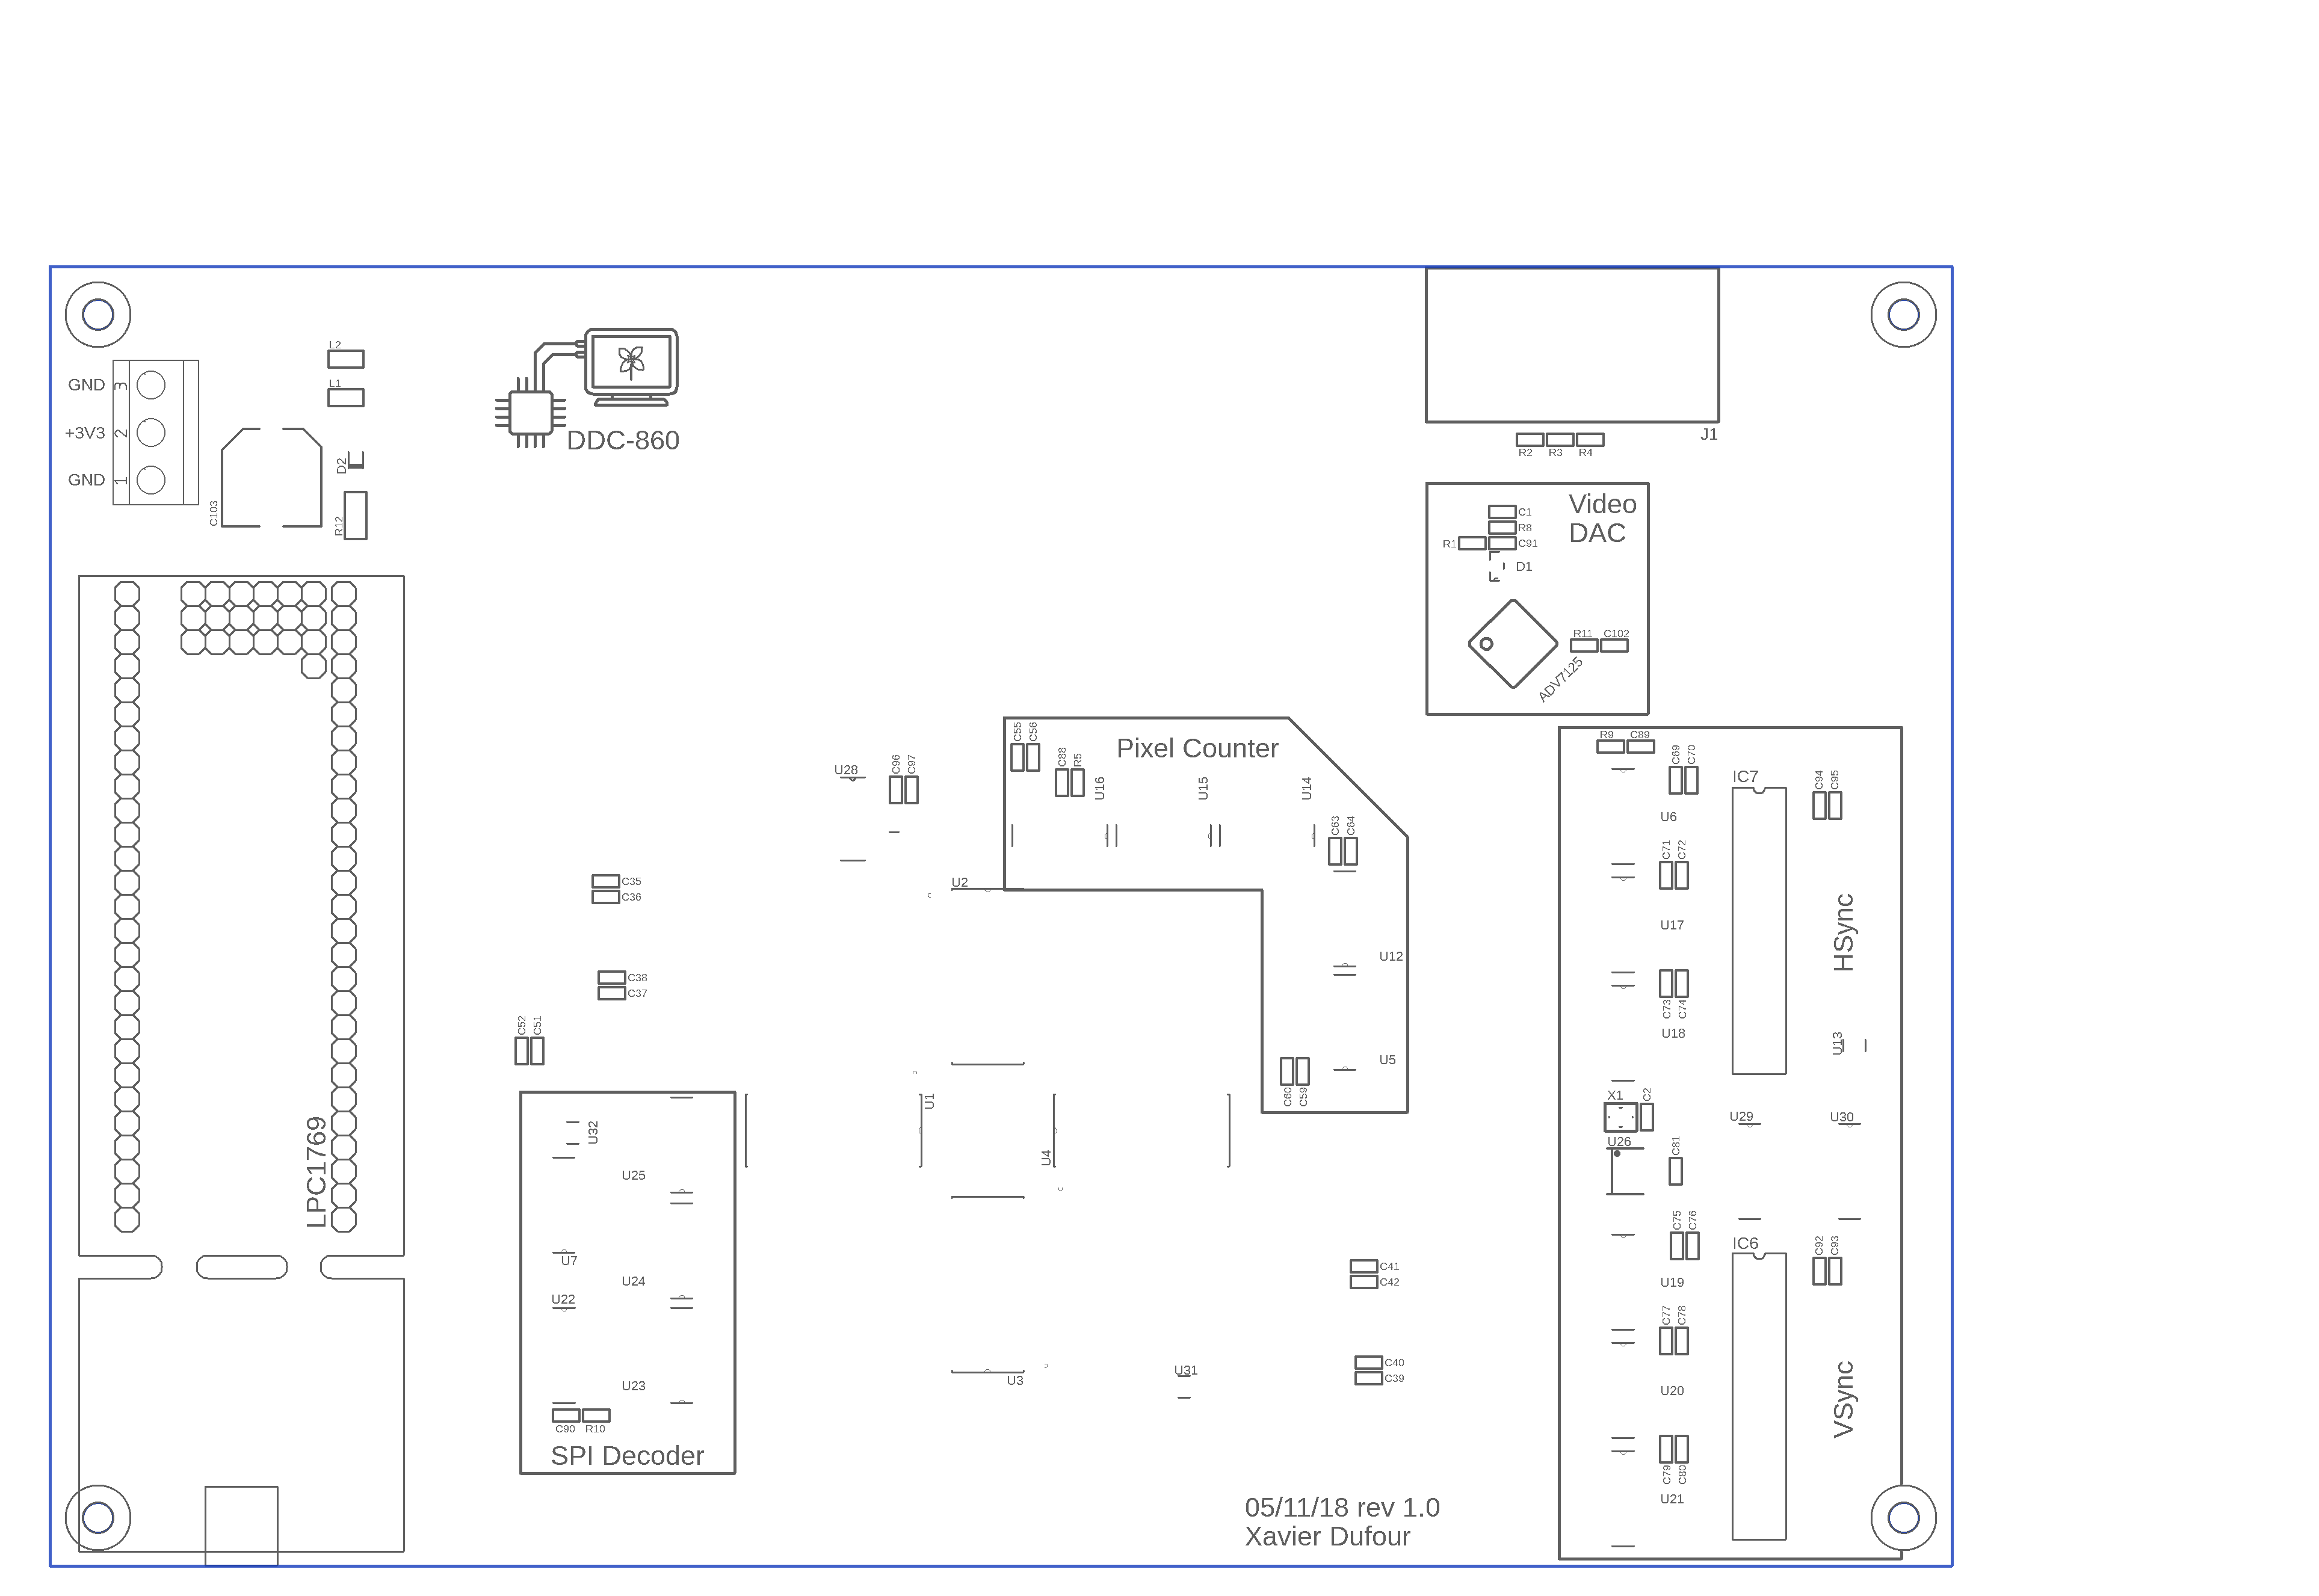 L2
L1
GND 3
+3V3 2
GND 1
C103
D2
R12
DDC-860
J1
R2 R3 R4
Video
DAC
C1
R8
R1 C91
D1
R11 C102
ADV7125
LPC1769
U28
C96 C97
C55 C56
C88 R5
Pixel Counter
U16 U15 U14
C63 C64
U12
U5
C60 C59
C35
C36
C38
C37
C52 C51
U2
U1
U4
U3
U31
C41
C42
C40
C39
U32
U25
U7
U24
U22
U23
C90 R10
SPI Decoder
R9 C89
C69 C70
U6
IC7
C94 C95
C71 C72
U17
HSync
C73 C74
U18
U13
X1 C2
U26
C81
U29
U30
C75 C76
U19
IC6
C92 C93
C77 C78
U20
VSync
C79 C80
U21
05/11/18 rev 1.0
Xavier Dufour